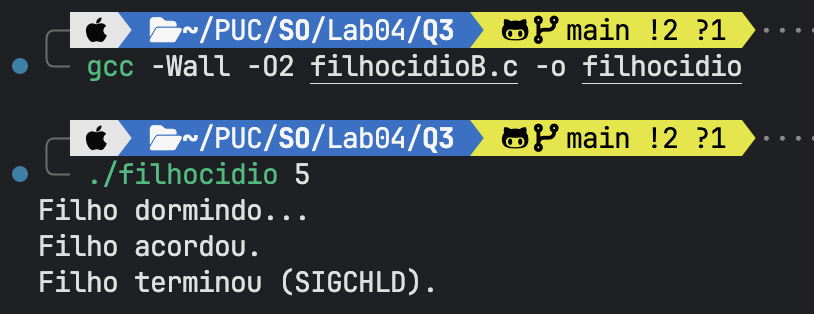 ~/PUC/SO/Lab04/Q3 main !2 ?1 ····
gcc -Wall -O2 filhocidioB.c -o filhocidio
~/PUC/SO/Lab04/Q3 main !2 ?1 ····
./filhocidio 5
Filho dormindo...
Filho acordou.
Filho terminou (SIGCHLD).